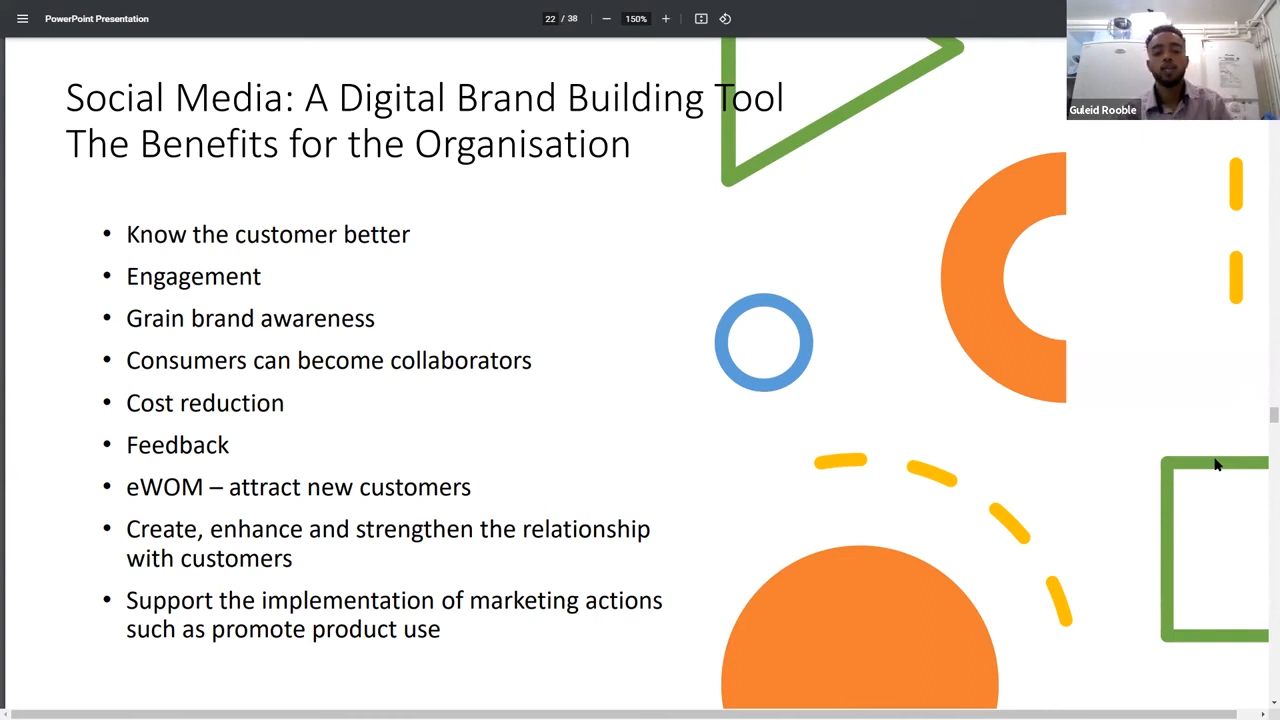 PowerPoint Presentation
22 / 38
150%
Guleid Rooble
Social Media: A Digital Brand Building Tool
The Benefits for the Organisation
• Know the customer better
• Engagement
• Grain brand awareness
• Consumers can become collaborators
• Cost reduction
• Feedback
• eWOM – attract new customers
• Create, enhance and strengthen the relationship
with customers
• Support the implementation of marketing actions
such as promote product use